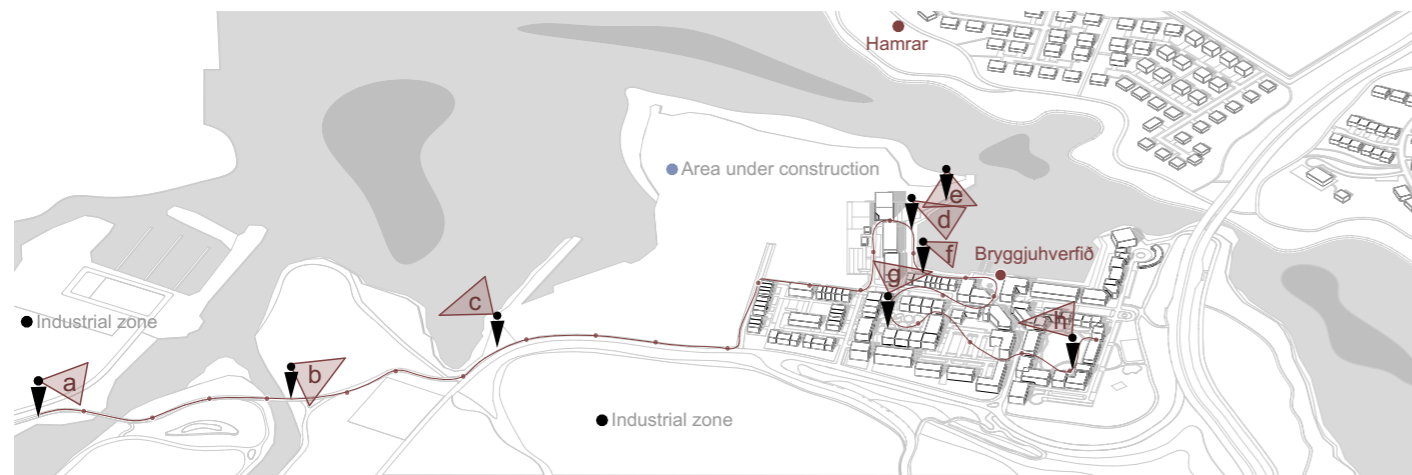 Hamrar
Area under construction
e
d
f
Bryggjuhverfið
g
c
h
Industrial zone
a
b
Industrial zone